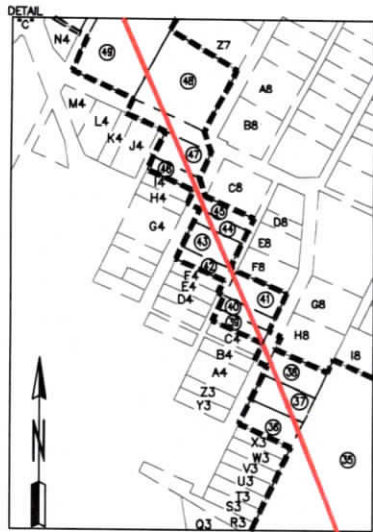 DETAIL
"C"
N4
49
Z7
48
A8
M4
L4
B8
K4
J4
47
46
I4
C8
H4
45
G4
44
D8
43
E8
42
F8
F4
E4
D4
41
G8
40
39
H8
C4
B4
I8
A4
38
Z3
37
Y3
36
X3
W3
35
V3
U3
T3
S3
Q3
R3
N